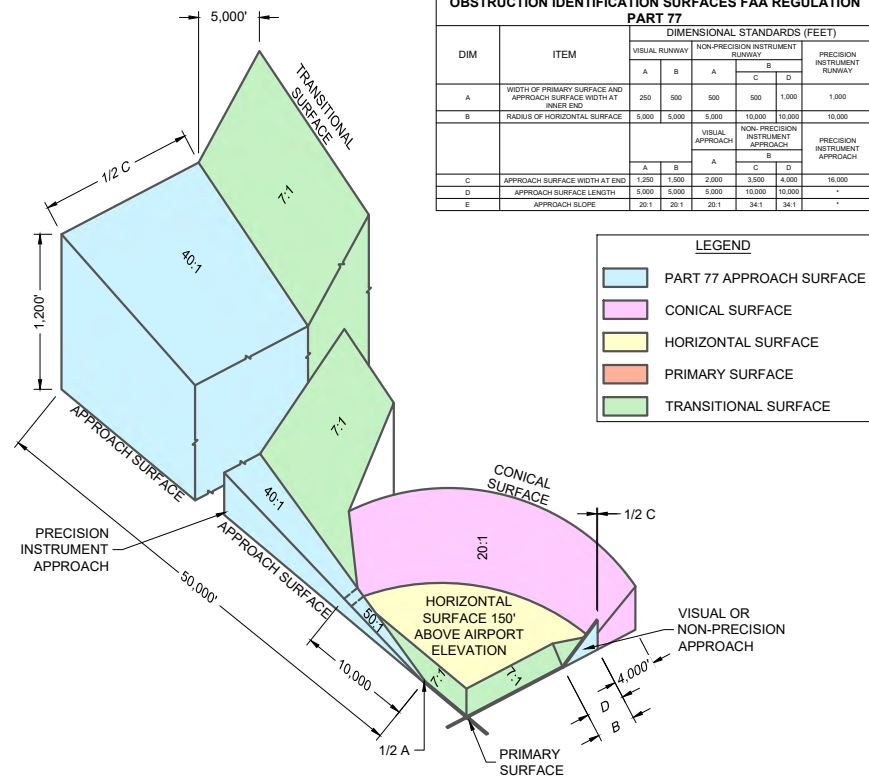 OBSTRUCTION IDENTIFICATION SURFACES FAA REGULATION
PART 77
DIM
ITEM
DIMENSIONAL STANDARDS (FEET)
VISUAL RUNWAY
NON-PRECISION INSTRUMENT
RUNWAY
PRECISION
INSTRUMENT
RUNWAY
A B A B
C D
A WIDTH OF PRIMARY SURFACE AND
APPROACH SURFACE WIDTH AT
INNER END
250 500 500 500 1,000 1,000
B RADIUS OF HORIZONTAL SURFACE 5,000 5,000 5,000 10,000 10,000 10,000
VISUAL
APPROACH
NON- PRECISION
INSTRUMENT
APPROACH
PRECISION
INSTRUMENT
APPROACH
A B A B
C D
C APPROACH SURFACE WIDTH AT END 1,250 1,500 2,000 3,500 4,000 16,000
D APPROACH SURFACE LENGTH 5,000 5,000 5,000 10,000 10,000 *
E APPROACH SLOPE 20:1 20:1 20:1 34:1 34:1 *
LEGEND
PART 77 APPROACH SURFACE
CONICAL SURFACE
HORIZONTAL SURFACE
PRIMARY SURFACE
TRANSITIONAL SURFACE
5,000'
TRANSITIONAL
SURFACE
1/2 C
7:1
40:1
1,200'
APPROACH SURFACE
7:1
40:1
CONICAL
SURFACE
1/2 C
20:1
PRECISION
INSTRUMENT
APPROACH
APPROACH SURFACE
50,000'
50:1
HORIZONTAL
SURFACE 150'
ABOVE AIRPORT
ELEVATION
VISUAL OR
NON-PRECISION
APPROACH
10,000
7:1
7:1
4,000'
D
B
1/2 A
PRIMARY
SURFACE